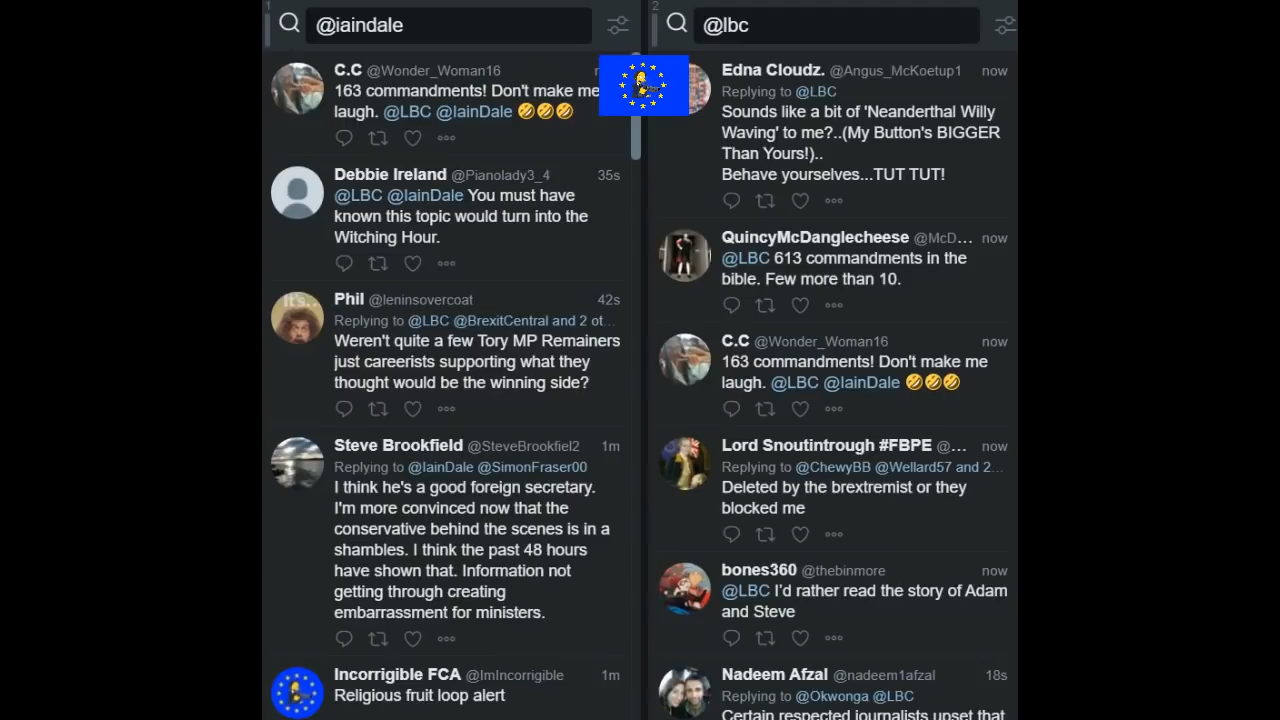 1
@iaindale
C.C @Wonder_Woman16
163 commandments! Don't make me
laugh. @LBC @IainDale 🤣🤣🤣
Debbie Ireland @Pianolady3_4 35s
@LBC @IainDale You must have
known this topic would turn into the
Witching Hour.
Phil @leninsovercoat 42s
Replying to @LBC @BrexitCentral and 2 ot...
Weren't quite a few Tory MP Remainers
just careerists supporting what they
thought would be the winning side?
Steve Brookfield @SteveBrookfiel2 1m
Replying to @IainDale @SimonFraser00
I think he's a good foreign secretary.
I'm more convinced now that the
conservative behind the scenes is in a
shambles. I think the past 48 hours
have shown that. Information not
getting through creating
embarrassment for ministers.
Incorrigible FCA @ImIncorrigible 1m
Religious fruit loop alert
2
@lbc
Edna Cloudz. @Angus_McKoetup1 now
Replying to @LBC
Sounds like a bit of 'Neanderthal Willy
Waving' to me?..(My Button's BIGGER
Than Yours!)..
Behave yourselves...TUT TUT!
QuincyMcDanglecheese @McD... now
@LBC 613 commandments in the
bible. Few more than 10.
C.C @Wonder_Woman16 now
163 commandments! Don't make me
laugh. @LBC @IainDale 🤣🤣🤣
Lord Snoutintrough #FBPE @... now
Replying to @ChewyBB @Wellard57 and 2...
Deleted by the brextremist or they
blocked me
bones360 @thebinmore now
@LBC I'd rather read the story of Adam
and Steve
Nadeem Afzal @nadeem1afzal 18s
Replying to @Okwonga @LBC
Certain respected journalists upset that